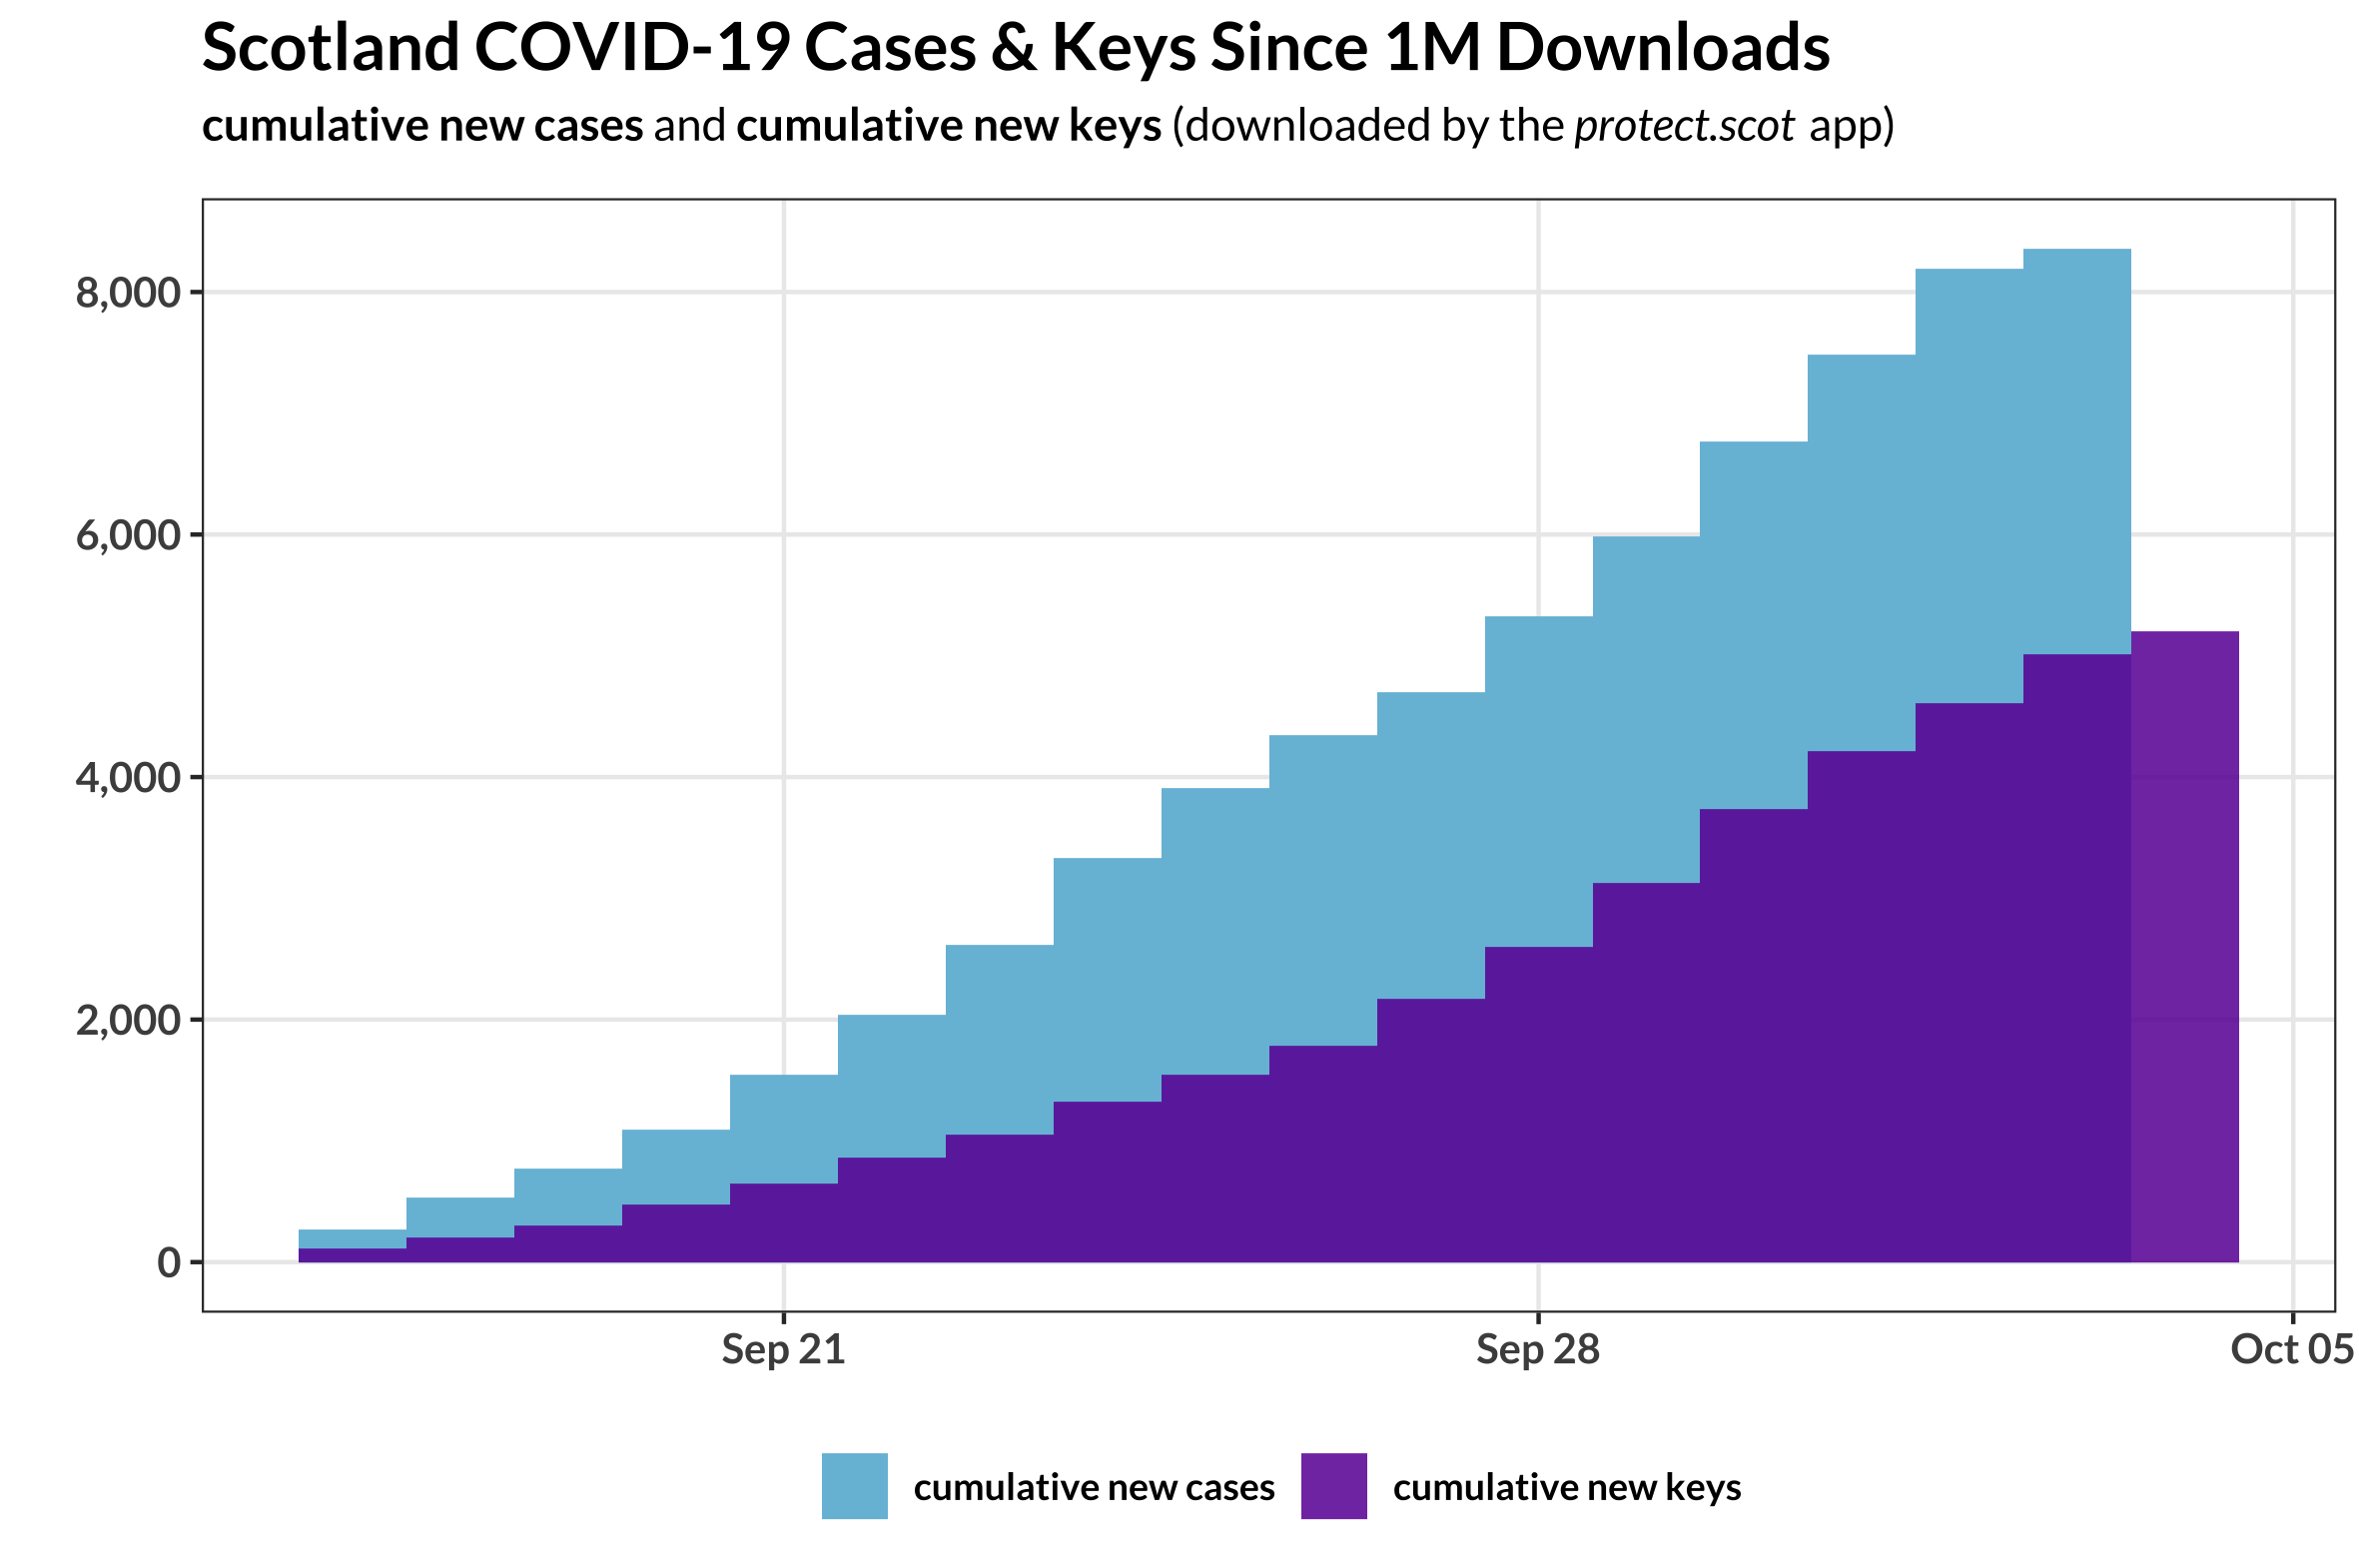 Scotland COVID-19 Cases & Keys Since 1M Downloads
cumulative new cases and cumulative new keys (downloaded by the protect.scot app)
8,000
6,000
4,000
2,000
0
Sep 21 Sep 28 Oct 05
cumulative new cases cumulative new keys